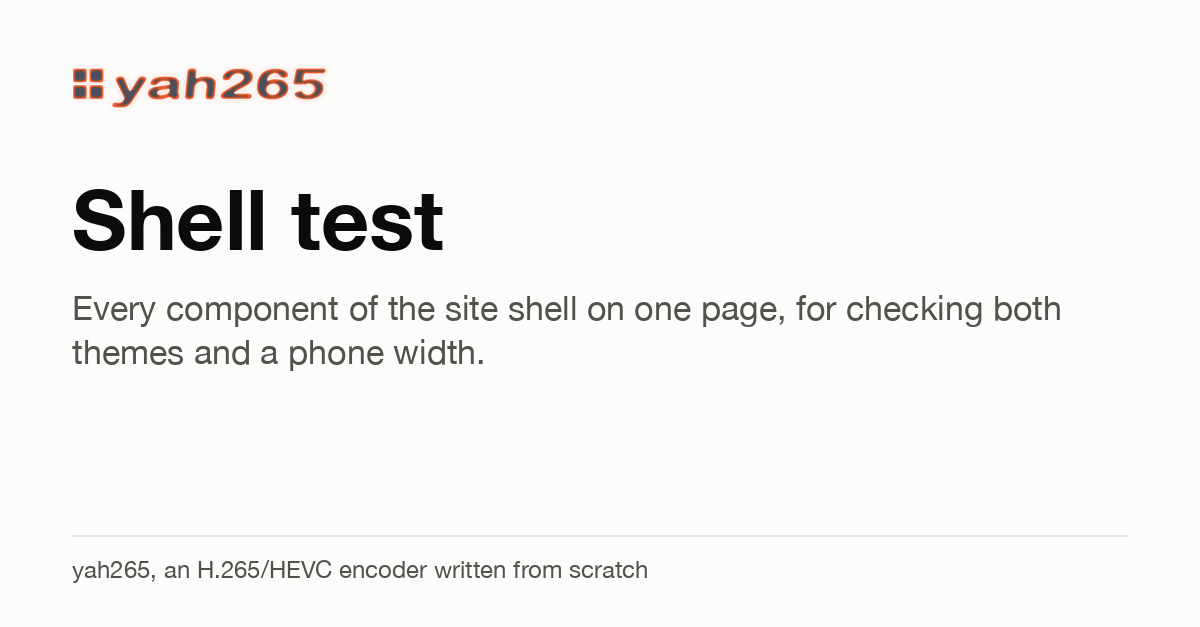 yah265
Shell test
Every component of the site shell on one page, for checking both
themes and a phone width.
yah265, an H.265/HEVC encoder written from scratch